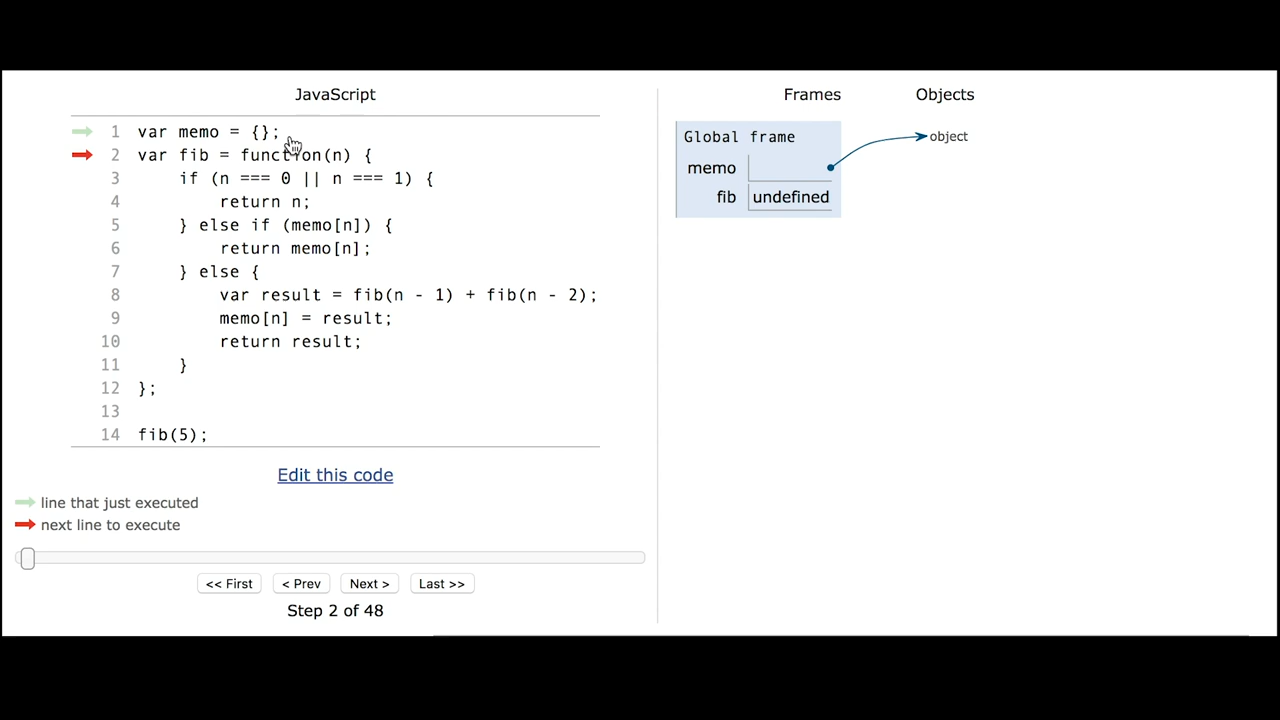 JavaScript
1 var memo = {};
2 var fib = function(n) {
3 if (n === 0 || n === 1) {
4 return n;
5 } else if (memo[n]) {
6 return memo[n];
7 } else {
8 var result = fib(n - 1) + fib(n - 2);
9 memo[n] = result;
10 return result;
11 }
12 };
13
14 fib(5);
Edit this code
line that just executed
next line to execute
<< First < Prev Next > Last >>
Step 2 of 48
Frames Objects
Global frame
memo
fib undefined
object